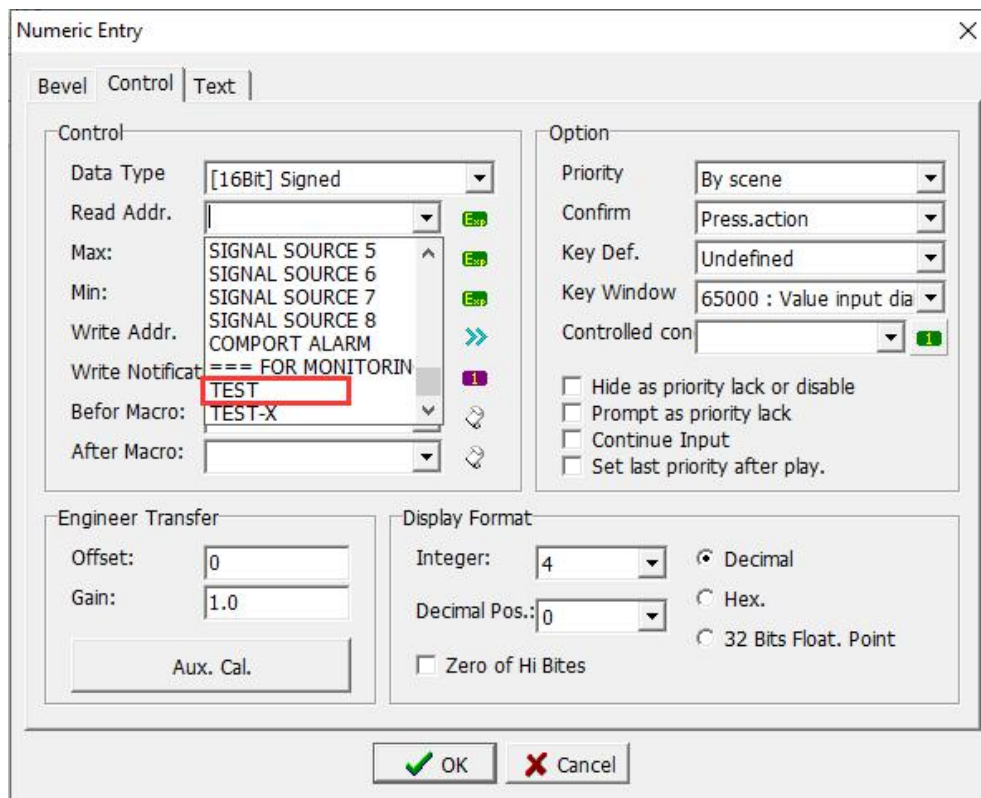 Numeric Entry
Bevel Control Text
Control
Data Type [16Bit] Signed
Read Addr. Exp
SIGNAL SOURCE 5
SIGNAL SOURCE 6
SIGNAL SOURCE 7
SIGNAL SOURCE 8
COMPORT ALARM
=== FOR MONITORIN
TEST
TEST-X
Max: Exp
Min: Exp
Write Addr.
Write Notificat 1
Befor Macro:
After Macro:
Option
Priority By scene
Confirm Press.action
Key Def. Undefined
Key Window 65000 : Value input dia
Controlled con 1
Hide as priority lack or disable
Prompt as priority lack
Continue Input
Set last priority after play.
Engineer Transfer
Offset: 0
Gain: 1.0
Aux. Cal.
Display Format
Integer: 4
Decimal Pos.: 0
Zero of Hi Bites
Decimal
Hex.
32 Bits Float. Point
OK Cancel